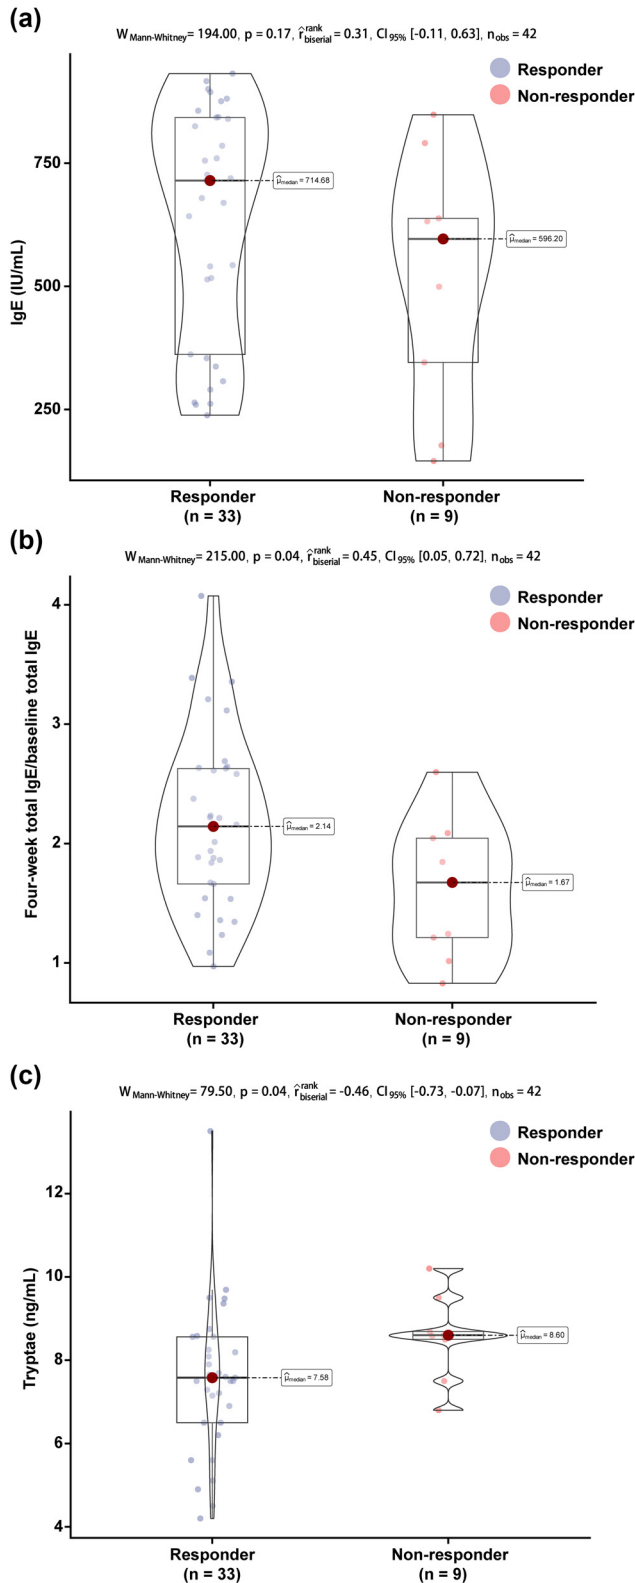 (a)
W Mann-Whitney = 194.00, p = 0.17, r̂ rank biserial = 0.31, CI 95% [-0.11, 0.63], n obs = 42
Responder
Non-responder
IgE (IU/mL)
750
500
250
μ̂ median = 714.68
μ̂ median = 596.20
Responder
(n = 33)
Non-responder
(n = 9)
(b)
W Mann-Whitney = 215.00, p = 0.04, r̂ rank biserial = 0.45, CI 95% [0.05, 0.72], n obs = 42
Responder
Non-responder
Four-week total IgE/baseline total IgE
4
3
2
1
μ̂ median = 2.14
μ̂ median = 1.67
Responder
(n = 33)
Non-responder
(n = 9)
(c)
W Mann-Whitney = 79.50, p = 0.04, r̂ rank biserial = -0.46, CI 95% [-0.73, -0.07], n obs = 42
Responder
Non-responder
Tryptae (ng/mL)
12
10
8
6
4
μ̂ median = 7.58
μ̂ median = 8.60
Responder
(n = 33)
Non-responder
(n = 9)